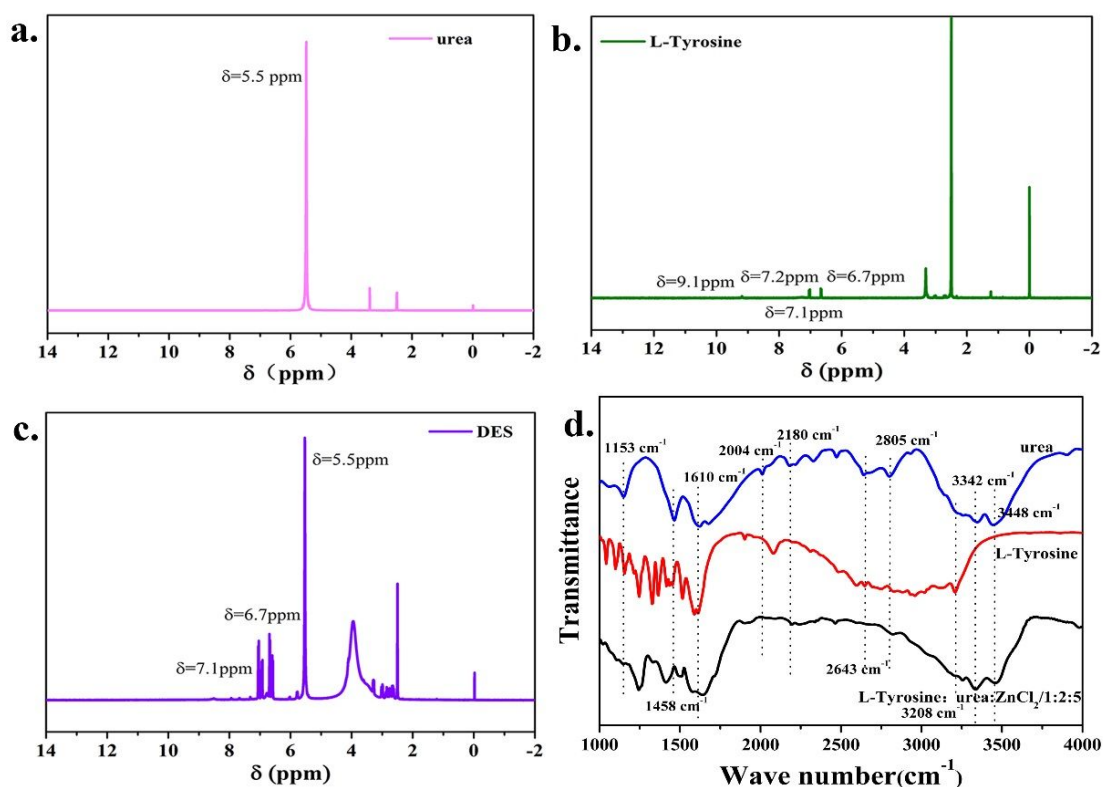 a.
urea
δ=5.5 ppm
14 12 10 8 6 4 2 0 -2
δ (ppm)
b.
L-Tyrosine
δ=9.1ppm δ=7.2ppm δ=6.7ppm
δ=7.1ppm
14 12 10 8 6 4 2 0 -2
δ (ppm)
c.
DES
δ=5.5ppm
δ=6.7ppm
δ=7.1ppm
14 12 10 8 6 4 2 0 -2
δ (ppm)
d.
1153 cm⁻¹
1610 cm⁻¹
2004 cm⁻¹
2180 cm⁻¹
2805 cm⁻¹
urea
3342 cm⁻¹
3448 cm⁻¹
L-Tyrosine
2643 cm⁻¹
L-Tyrosine: urea:ZnCl₂/1:2:5
1458 cm⁻¹
3208 cm⁻¹
Transmittance
1000 1500 2000 2500 3000 3500 4000
Wave number(cm⁻¹)